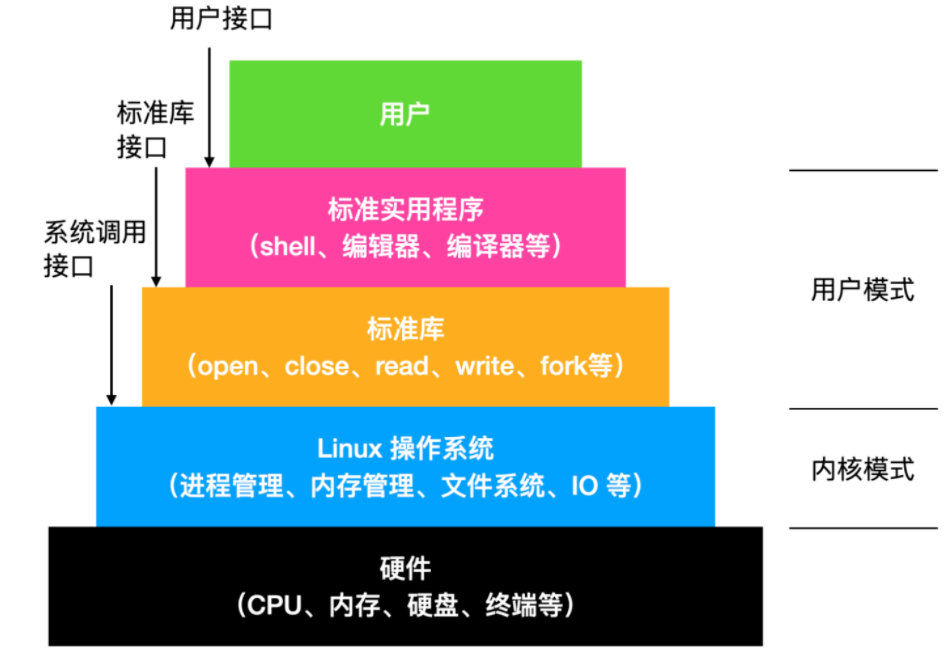 用户接口
用户
标准库
接口
标准实用程序
（shell、编辑器、编译器等）
系统调用
接口
用户模式
标准库
（open、close、read、write、fork等）
Linux 操作系统
（进程管理、内存管理、文件系统、IO 等）
内核模式
硬件
（CPU、内存、硬盘、终端等）